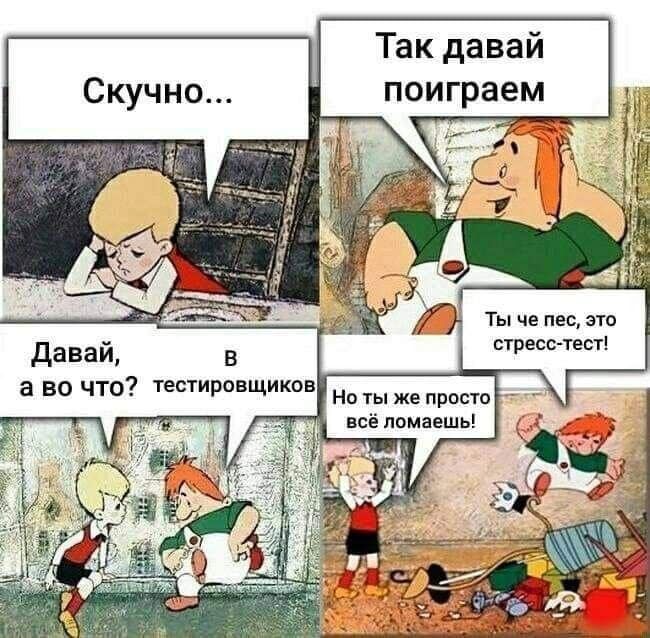 Скучно...
Так давай
поиграем
Давай,
а во что?
в
тестировщиков
Ты че пес, это
стресс-тест!
Но ты же просто
всё ломаешь!